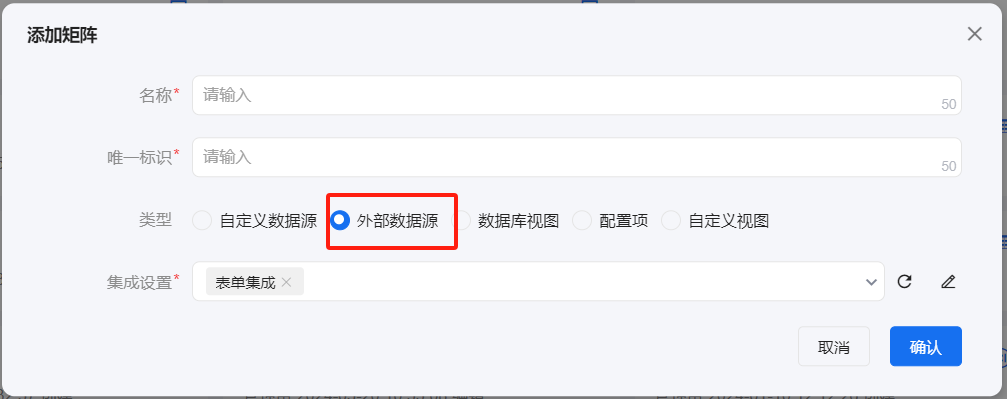 添加矩阵
名称*
请输入
50
唯一标识*
请输入
50
类型
自定义数据源 外部数据源 数据库视图 配置项 自定义视图
集成设置*
表单集成
取消 确认